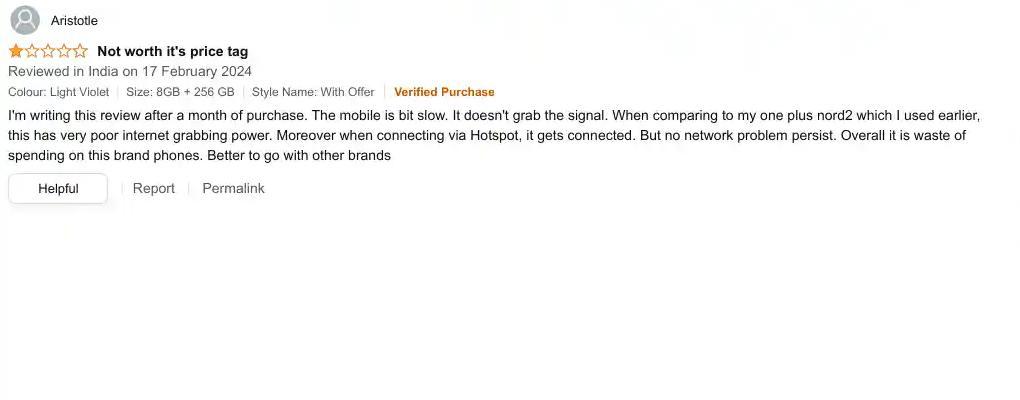 Aristotle
Not worth it's price tag
Reviewed in India on 17 February 2024
Colour: Light Violet Size: 8GB + 256 GB Style Name: With Offer Verified Purchase
I'm writing this review after a month of purchase. The mobile is bit slow. It doesn't grab the signal. When comparing to my one plus nord2 which I used earlier,
this has very poor internet grabbing power. Moreover when connecting via Hotspot, it gets connected. But no network problem persist. Overall it is waste of
spending on this brand phones. Better to go with other brands
Helpful Report Permalink